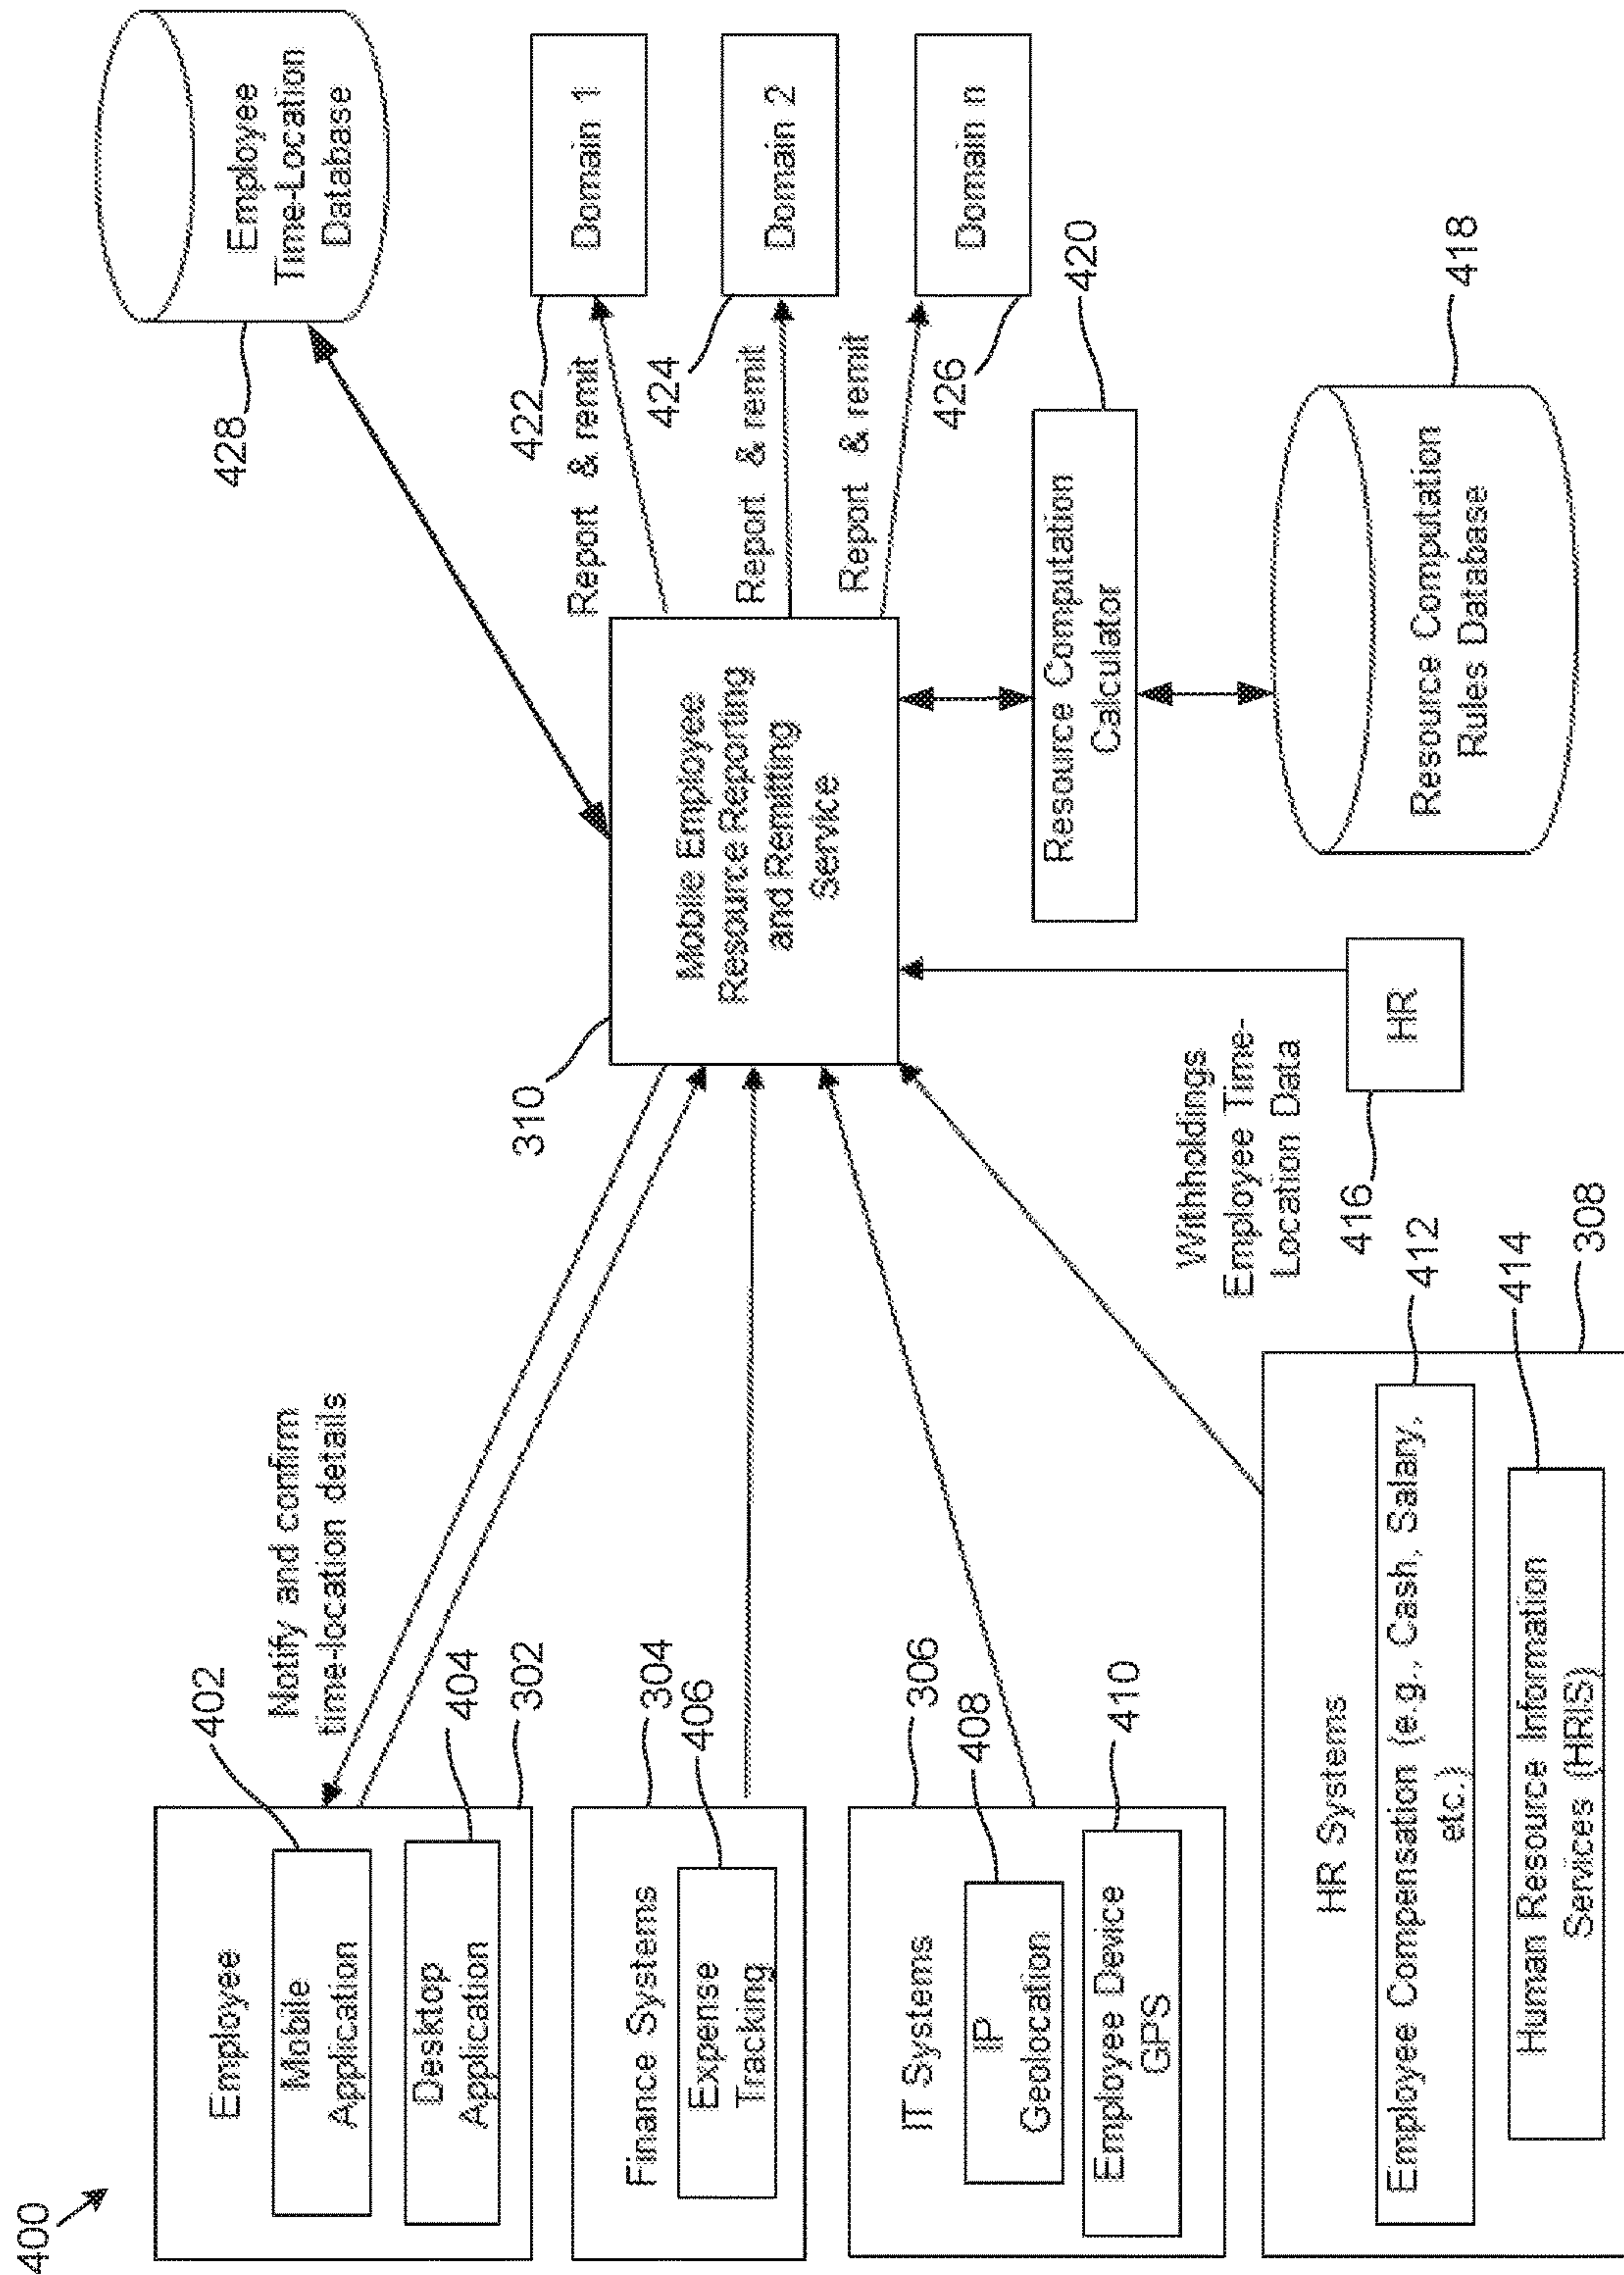 400
Employee
402
Mobile
Application
404
Desktop
Application
302
Notify and confirm
time-location details
Finance Systems
304
406
Expense
Tracking
IT Systems
306
408
IP
Geolocation
410
Employee Device
GPS
HR Systems
412
Employee Compensation (e.g., Cash, Salary,
etc.)
414
Human Resource Information
Services (HRIS)
308
310
Mobile Employee
Resource Reporting
and Remitting
Service
Withholdings
Employee Time-
Location Data
416
HR
428
Employee
Time-Location
Database
422
Report & remit
Domain 1
424
Report & remit
Domain 2
426
Report & remit
Domain n
420
Resource Computation
Calculator
418
Resource Computation
Rules Database